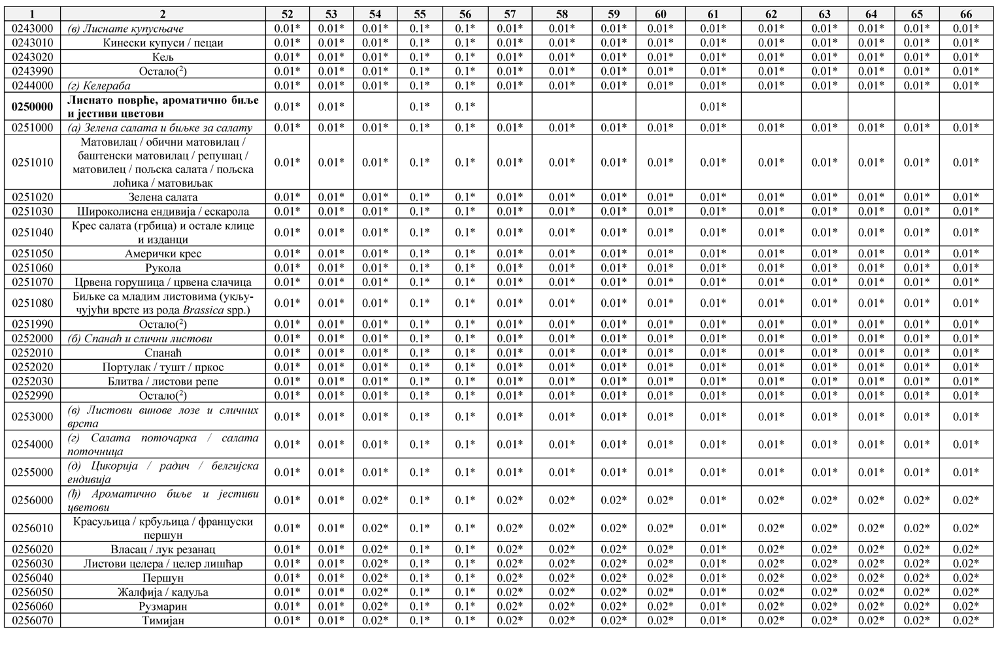 1 2 52 53 54 55 56 57 58 59 60 61 62 63 64 65 66
0243000 (в) Лиснате купусњаче 0.01* 0.01* 0.01* 0.1* 0.1* 0.01* 0.01* 0.01* 0.01* 0.01* 0.01* 0.01* 0.01* 0.01* 0.01*
0243010 Кинески купуси / пецаи 0.01* 0.01* 0.01* 0.1* 0.1* 0.01* 0.01* 0.01* 0.01* 0.01* 0.01* 0.01* 0.01* 0.01* 0.01*
0243020 Кељ 0.01* 0.01* 0.01* 0.1* 0.1* 0.01* 0.01* 0.01* 0.01* 0.01* 0.01* 0.01* 0.01* 0.01* 0.01*
0243990 Остало(²) 0.01* 0.01* 0.01* 0.1* 0.1* 0.01* 0.01* 0.01* 0.01* 0.01* 0.01* 0.01* 0.01* 0.01* 0.01*
0244000 (г) Келераба 0.01* 0.01* 0.01* 0.1* 0.1* 0.01* 0.01* 0.01* 0.01* 0.01* 0.01* 0.01* 0.01* 0.01* 0.01*
0250000 Лиснато поврће, ароматично биље
и јестиви цветови 0.01* 0.01* 0.1* 0.1* 0.01*
0251000 (а) Зелена салата и биљке за салату 0.01* 0.01* 0.01* 0.1* 0.1* 0.01* 0.01* 0.01* 0.01* 0.01* 0.01* 0.01* 0.01* 0.01* 0.01*
0251010 Матовилац / обични матовилац /
баштенски матовилац / репушац /
матовилец / пољска салата / пољска
лоћика / матовиљак 0.01* 0.01* 0.01* 0.1* 0.1* 0.01* 0.01* 0.01* 0.01* 0.01* 0.01* 0.01* 0.01* 0.01* 0.01*
0251020 Зелена салата 0.01* 0.01* 0.01* 0.1* 0.1* 0.01* 0.01* 0.01* 0.01* 0.01* 0.01* 0.01* 0.01* 0.01* 0.01*
0251030 Широколисна ендивија / ескарола 0.01* 0.01* 0.01* 0.1* 0.1* 0.01* 0.01* 0.01* 0.01* 0.01* 0.01* 0.01* 0.01* 0.01* 0.01*
0251040 Крес салата (грбица) и остале клице
и изданци 0.01* 0.01* 0.01* 0.1* 0.1* 0.01* 0.01* 0.01* 0.01* 0.01* 0.01* 0.01* 0.01* 0.01* 0.01*
0251050 Амерички крес 0.01* 0.01* 0.01* 0.1* 0.1* 0.01* 0.01* 0.01* 0.01* 0.01* 0.01* 0.01* 0.01* 0.01* 0.01*
0251060 Рукола 0.01* 0.01* 0.01* 0.1* 0.1* 0.01* 0.01* 0.01* 0.01* 0.01* 0.01* 0.01* 0.01* 0.01* 0.01*
0251070 Црвена горушица / црвена слачица 0.01* 0.01* 0.01* 0.1* 0.1* 0.01* 0.01* 0.01* 0.01* 0.01* 0.01* 0.01* 0.01* 0.01* 0.01*
0251080 Биљке са младим листовима (укљу-
чујући врсте из рода Brassica spp.) 0.01* 0.01* 0.01* 0.1* 0.1* 0.01* 0.01* 0.01* 0.01* 0.01* 0.01* 0.01* 0.01* 0.01* 0.01*
0251990 Остало(²) 0.01* 0.01* 0.01* 0.1* 0.1* 0.01* 0.01* 0.01* 0.01* 0.01* 0.01* 0.01* 0.01* 0.01* 0.01*
0252000 (б) Спанаћ и слични листови 0.01* 0.01* 0.01* 0.1* 0.1* 0.01* 0.01* 0.01* 0.01* 0.01* 0.01* 0.01* 0.01* 0.01* 0.01*
0252010 Спанаћ 0.01* 0.01* 0.01* 0.1* 0.1* 0.01* 0.01* 0.01* 0.01* 0.01* 0.01* 0.01* 0.01* 0.01* 0.01*
0252020 Портулак / тушт / пркос 0.01* 0.01* 0.01* 0.1* 0.1* 0.01* 0.01* 0.01* 0.01* 0.01* 0.01* 0.01* 0.01* 0.01* 0.01*
0252030 Блитва / листови репе 0.01* 0.01* 0.01* 0.1* 0.1* 0.01* 0.01* 0.01* 0.01* 0.01* 0.01* 0.01* 0.01* 0.01* 0.01*
0252990 Остало(²) 0.01* 0.01* 0.01* 0.1* 0.1* 0.01* 0.01* 0.01* 0.01* 0.01* 0.01* 0.01* 0.01* 0.01* 0.01*
0253000 (в) Листови винове лозе и сличних
врста 0.01* 0.01* 0.01* 0.1* 0.1* 0.01* 0.01* 0.01* 0.01* 0.01* 0.01* 0.01* 0.01* 0.01* 0.01*
0254000 (г) Салата поточарка / салата
поточница 0.01* 0.01* 0.01* 0.1* 0.1* 0.01* 0.01* 0.01* 0.01* 0.01* 0.01* 0.01* 0.01* 0.01* 0.01*
0255000 (д) Цикорија / радич / белгијска
ендивија 0.01* 0.01* 0.01* 0.1* 0.1* 0.01* 0.01* 0.01* 0.01* 0.01* 0.01* 0.01* 0.01* 0.01* 0.01*
0256000 (ђ) Ароматично биље и јестиви
цветови 0.01* 0.01* 0.02* 0.1* 0.1* 0.02* 0.02* 0.02* 0.02* 0.01* 0.02* 0.02* 0.02* 0.02* 0.02*
0256010 Красуљица / крбуљица / француски
першун 0.01* 0.01* 0.02* 0.1* 0.1* 0.02* 0.02* 0.02* 0.02* 0.01* 0.02* 0.02* 0.02* 0.02* 0.02*
0256020 Власац / лук резанац 0.01* 0.01* 0.02* 0.1* 0.1* 0.02* 0.02* 0.02* 0.02* 0.01* 0.02* 0.02* 0.02* 0.02* 0.02*
0256030 Листови целера / целер лишћар 0.01* 0.01* 0.02* 0.1* 0.1* 0.02* 0.02* 0.02* 0.02* 0.01* 0.02* 0.02* 0.02* 0.02* 0.02*
0256040 Першун 0.01* 0.01* 0.02* 0.1* 0.1* 0.02* 0.02* 0.02* 0.02* 0.01* 0.02* 0.02* 0.02* 0.02* 0.02*
0256050 Жалфија / кадуља 0.01* 0.01* 0.02* 0.1* 0.1* 0.02* 0.02* 0.02* 0.02* 0.01* 0.02* 0.02* 0.02* 0.02* 0.02*
0256060 Рузмарин 0.01* 0.01* 0.02* 0.1* 0.1* 0.02* 0.02* 0.02* 0.02* 0.01* 0.02* 0.02* 0.02* 0.02* 0.02*
0256070 Тимијан 0.01* 0.01* 0.02* 0.1* 0.1* 0.02* 0.02* 0.02* 0.02* 0.01* 0.02* 0.02* 0.02* 0.02* 0.02*